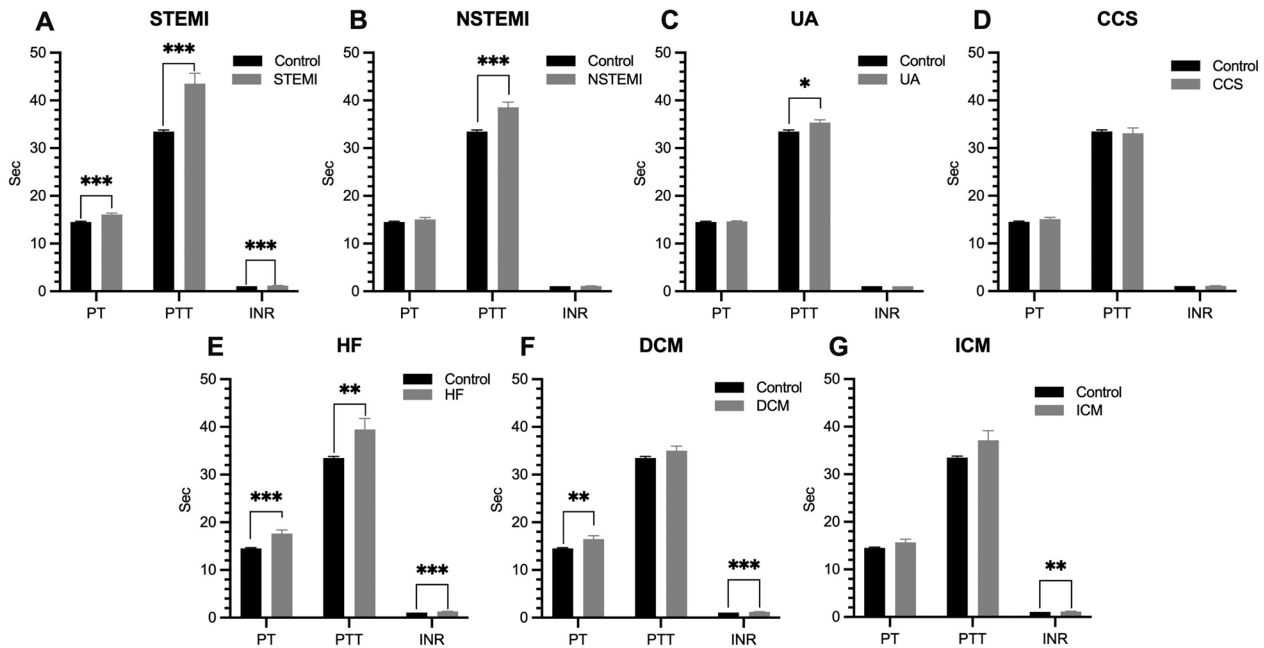 A STEMI
50
40
30
20
10
0
Sec
Control
STEMI
***
***
***
PT PTT INR
B NSTEMI
50
40
30
20
10
0
Sec
Control
NSTEMI
***
PT PTT INR
C UA
50
40
30
20
10
0
Sec
Control
UA
*
PT PTT INR
D CCS
50
40
30
20
10
0
Sec
Control
CCS
PT PTT INR
E HF
50
40
30
20
10
0
Sec
Control
HF
***
**
***
PT PTT INR
F DCM
50
40
30
20
10
0
Sec
Control
DCM
**
***
PT PTT INR
G ICM
50
40
30
20
10
0
Sec
Control
ICM
**
PT PTT INR